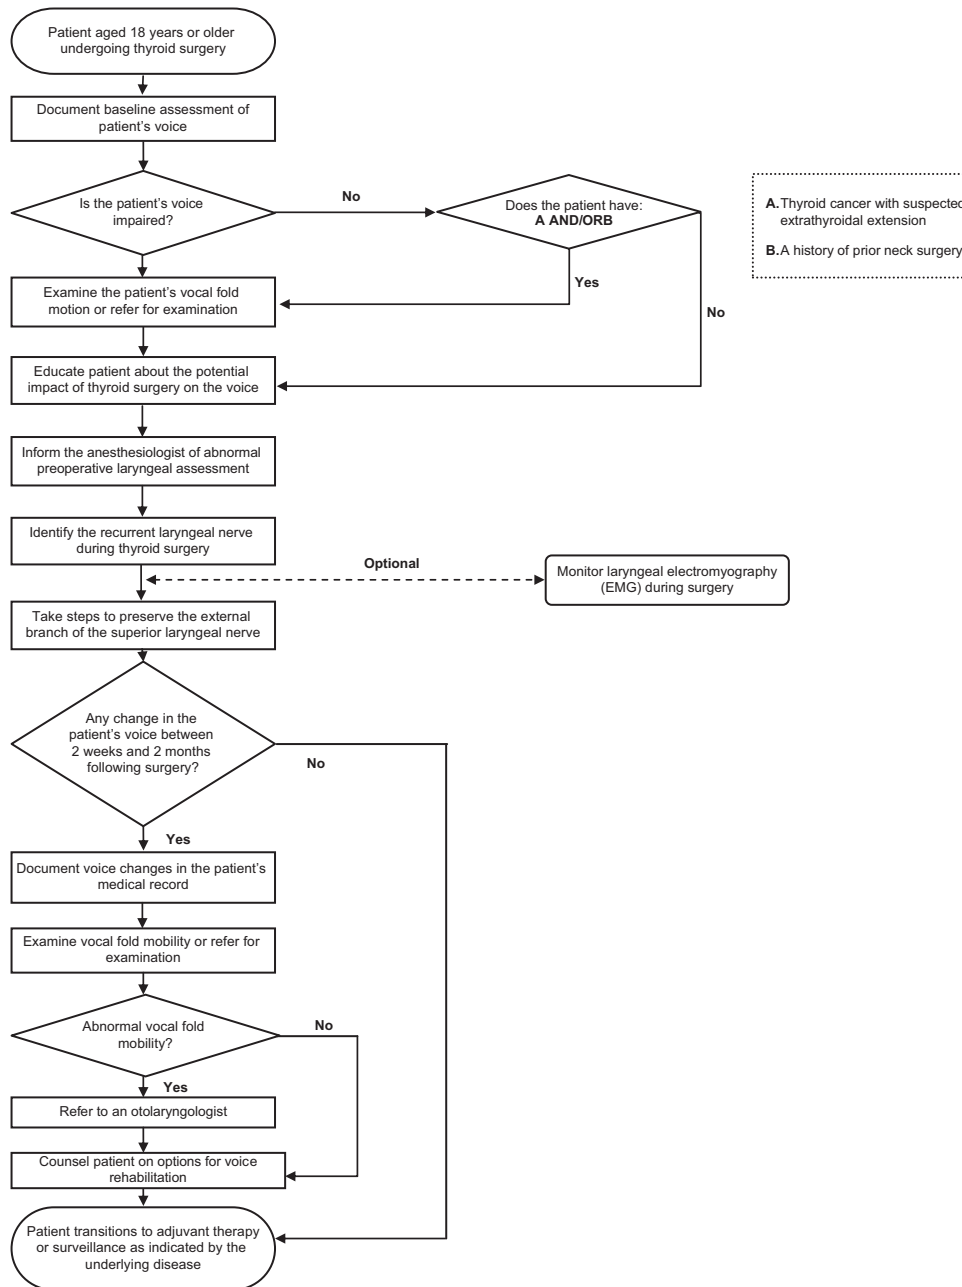 Patient aged 18 years or older
undergoing thyroid surgery
Document baseline assessment of
patient's voice
Is the patient's voice
impaired?
No
Does the patient have:
A AND/ORB
A.Thyroid cancer with suspected
extrathyroidal extension
B.A history of prior neck surgery
Yes
Examine the patient's vocal fold
motion or refer for examination
No
Educate patient about the potential
impact of thyroid surgery on the voice
Inform the anesthesiologist of abnormal
preoperative laryngeal assessment
Identify the recurrent laryngeal nerve
during thyroid surgery
Optional
Monitor laryngeal electromyography
(EMG) during surgery
Take steps to preserve the external
branch of the superior laryngeal nerve
Any change in the
patient's voice between
2 weeks and 2 months
following surgery?
No
Yes
Document voice changes in the patient's
medical record
Examine vocal fold mobility or refer for
examination
Abnormal vocal fold
mobility?
No
Yes
Refer to an otolaryngologist
Counsel patient on options for voice
rehabilitation
Patient transitions to adjuvant therapy
or surveillance as indicated by the
underlying disease